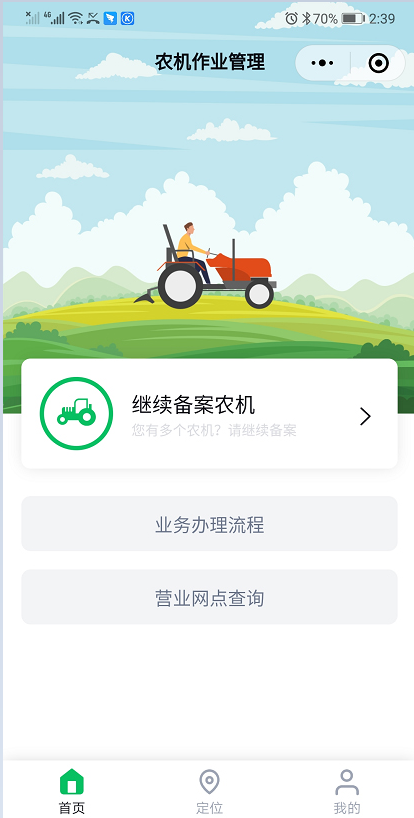 4G 70% 2:39
农机作业管理
继续备案农机
您有多个农机？请继续备案
业务办理流程
营业网点查询
首页 定位 我的